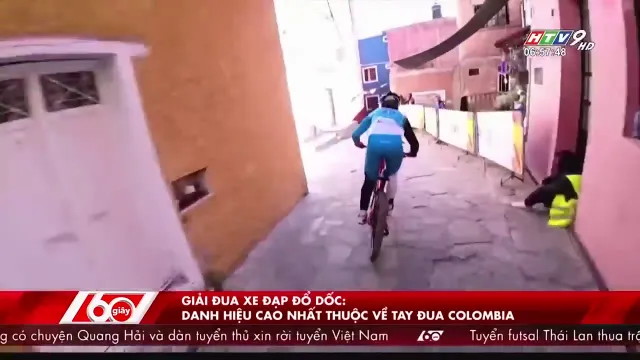 HTV9 HD
06:57:48
60 giây
GIẢI ĐUA XE ĐẠP ĐỔ DỐC:
DANH HIỆU CAO NHẤT THUỘC VỀ TAY ĐUA COLOMBIA
g có chuyện Quang Hải và dàn tuyển thủ xin rời tuyển Việt Nam 60 Tuyển futsal Thái Lan thua tr